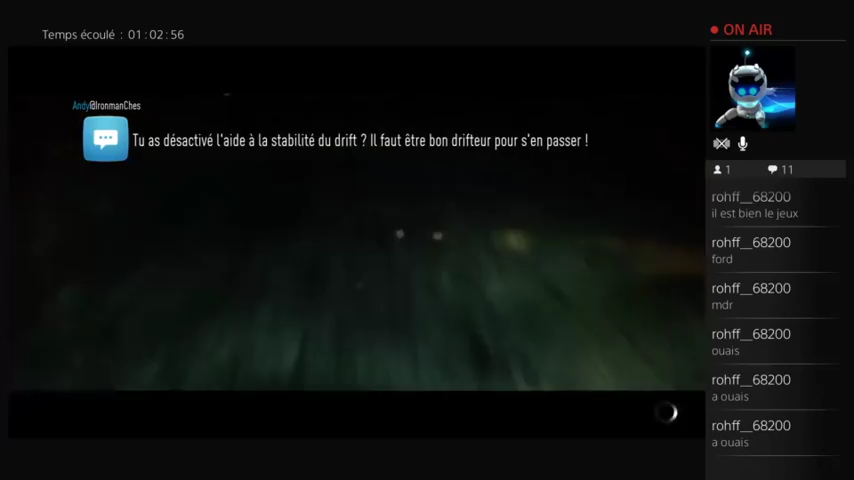 Temps écoulé : 01:02:56
ON AIR
Andy@IronmanChes
Tu as désactivé l'aide à la stabilité du drift ? Il faut être bon drifteur pour s'en passer !
1 11
rohff__68200
il est bien le jeux
rohff__68200
ford
rohff__68200
mdr
rohff__68200
ouais
rohff__68200
a ouais
rohff__68200
a ouais